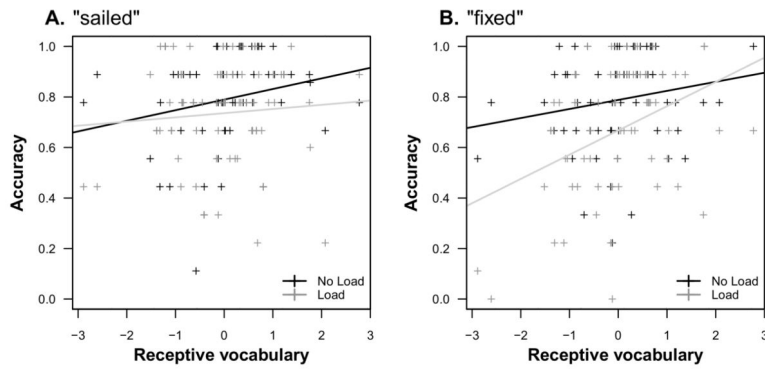 A. "sailed"
1.0
0.8
0.6
0.4
0.2
0.0
Accuracy
No Load
Load
−3 −2 −1 0 1 2 3
Receptive vocabulary
B. "fixed"
1.0
0.8
0.6
0.4
0.2
0.0
Accuracy
No Load
Load
−3 −2 −1 0 1 2 3
Receptive vocabulary